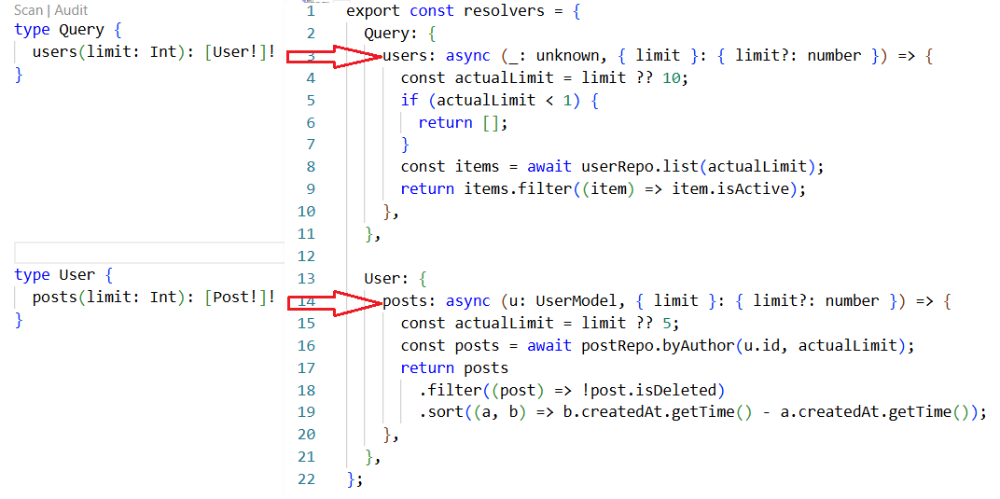 Scan | Audit
type Query {
  users(limit: Int): [User!]!
}
type User {
  posts(limit: Int): [Post!]!
}
1 export const resolvers = {
2   Query: {
3     users: async (_: unknown, { limit }: { limit?: number }) => {
4       const actualLimit = limit ?? 10;
5       if (actualLimit < 1) {
6         return [];
7       }
8       const items = await userRepo.list(actualLimit);
9       return items.filter((item) => item.isActive);
10     },
11   },
12
13   User: {
14     posts: async (u: UserModel, { limit }: { limit?: number }) => {
15       const actualLimit = limit ?? 5;
16       const posts = await postRepo.byAuthor(u.id, actualLimit);
17       return posts
18         .filter((post) => !post.isDeleted)
19         .sort((a, b) => b.createdAt.getTime() - a.createdAt.getTime());
20     },
21   },
22 };